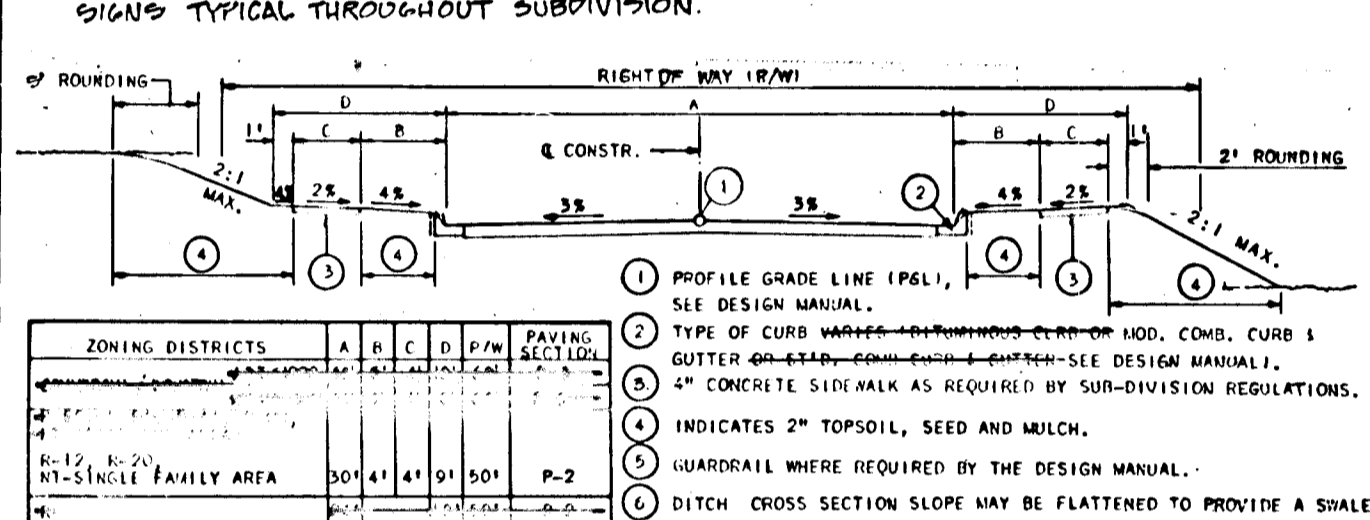 SIGNS TYPICAL THROUGHOUT SUBDIVISION.
RIGHT OF WAY (R/W)
5' ROUNDING
D A D
1' C B B C 1'
℄ CONSTR.
2' ROUNDING
2:1 MAX.
4% 2% 4%
3% 3%
1
2
4% 2%
2:1 MAX.
4 3 4
4 3 4
1 PROFILE GRADE LINE (PGL),
SEE DESIGN MANUAL.
2 TYPE OF CURB VARIES (BITUMINOUS CURB OR MOD. COMB. CURB &
GUTTER OR STD. COMB CURB & GUTTER-SEE DESIGN MANUAL).
3. 4" CONCRETE SIDEWALK AS REQUIRED BY SUB-DIVISION REGULATIONS.
4 INDICATES 2" TOPSOIL, SEED AND MULCH.
5 GUARDRAIL WHERE REQUIRED BY THE DESIGN MANUAL.
6 DITCH CROSS SECTION SLOPE MAY BE FLATTENED TO PROVIDE A SWALE
ZONING DISTRICTS A B C D R/W PAVING SECTION
R-12, R-20,
NT-SINGLE FAMILY AREA 30' 4' 4' 9' 50' P-2